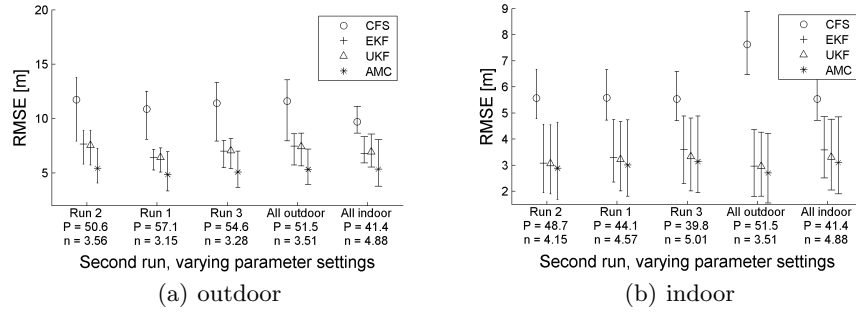 20
15
10
5
RMSE [m]
CFS
EKF
UKF
AMC
Run 2 Run 1 Run 3 All outdoor All indoor
P = 50.6 P = 57.1 P = 54.6 P = 51.5 P = 41.4
n = 3.56 n = 3.15 n = 3.28 n = 3.51 n = 4.88
Second run, varying parameter settings
(a) outdoor
9
8
7
6
5
4
3
2
RMSE [m]
CFS
EKF
UKF
AMC
Run 2 Run 1 Run 3 All outdoor All indoor
P = 48.7 P = 44.1 P = 39.8 P = 51.5 P = 41.4
n = 4.15 n = 4.57 n = 5.01 n = 3.51 n = 4.88
Second run, varying parameter settings
(b) indoor